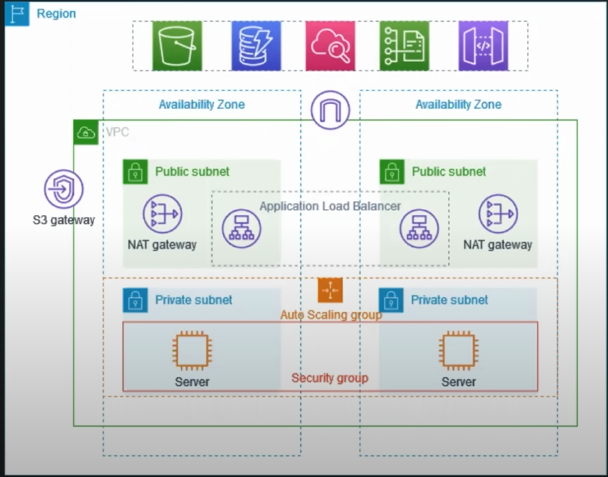 Region
Availability Zone
Availability Zone
VPC
Public subnet
Public subnet
S3 gateway
Application Load Balancer
NAT gateway
NAT gateway
Private subnet
Private subnet
Auto Scaling group
Server
Security group
Server